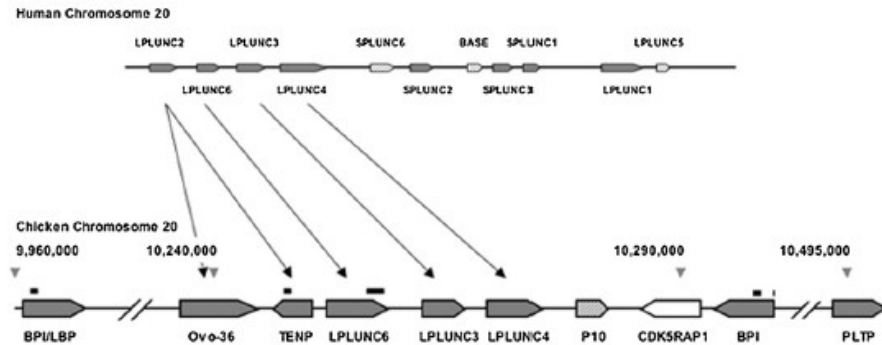 Human Chromosome 20
LPLUNC2 LPLUNC3 SPLUNC6 BASE SPLUNC1 LPLUNC5
LPLUNC6 LPLUNC4 SPLUNC2 SPLUNC3 LPLUNC1
Chicken Chromosome 20
9,960,000 10,240,000 10,290,000 10,495,000
BPI/LBP Ovo-36 TENP LPLUNC6 LPLUNC3 LPLUNC4 P10 CDK5RAP1 BPI PLTP